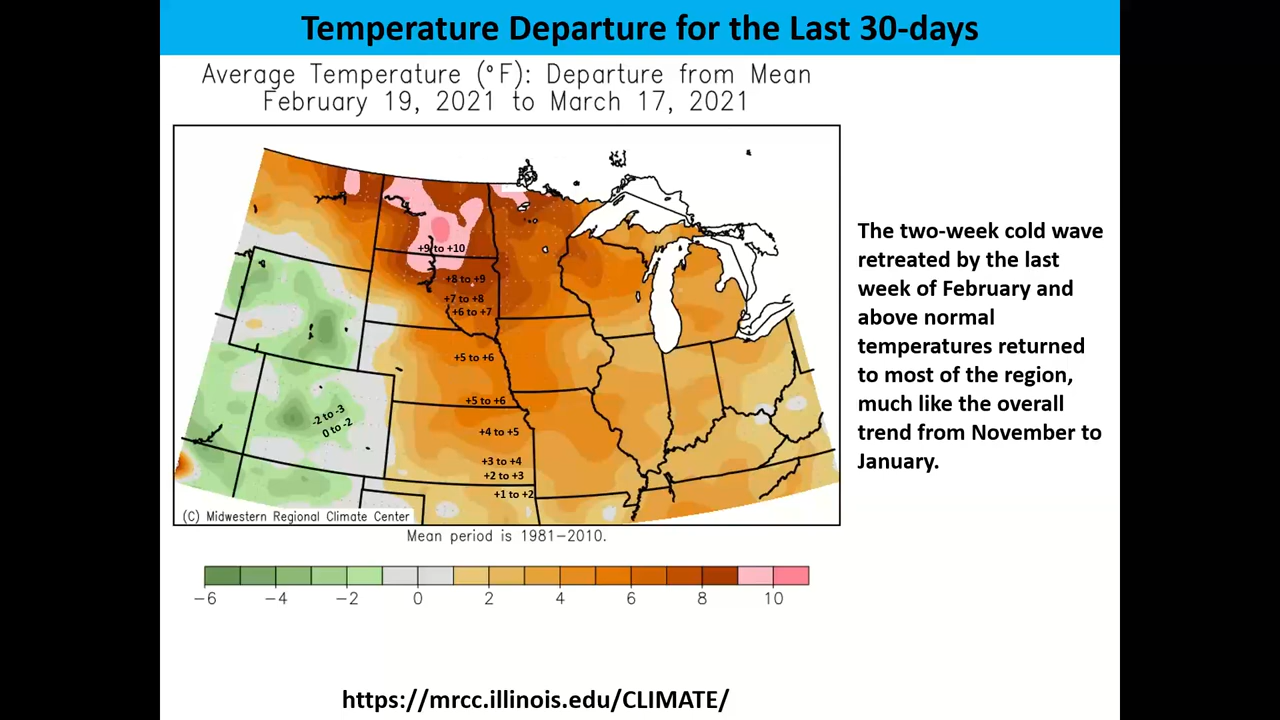 Temperature Departure for the Last 30-days
Average Temperature (°F): Departure from Mean
February 19, 2021 to March 17, 2021
+9 to +10
+8 to +9
+7 to +8
+6 to +7
+5 to +6
+5 to +6
-2 to -3
0 to -2
+4 to +5
+3 to +4
+2 to +3
+1 to +2
(C) Midwestern Regional Climate Center
Mean period is 1981-2010.
-6 -4 -2 0 2 4 6 8 10
The two-week cold wave
retreated by the last
week of February and
above normal
temperatures returned
to most of the region,
much like the overall
trend from November to
January.
https://mrcc.illinois.edu/CLIMATE/